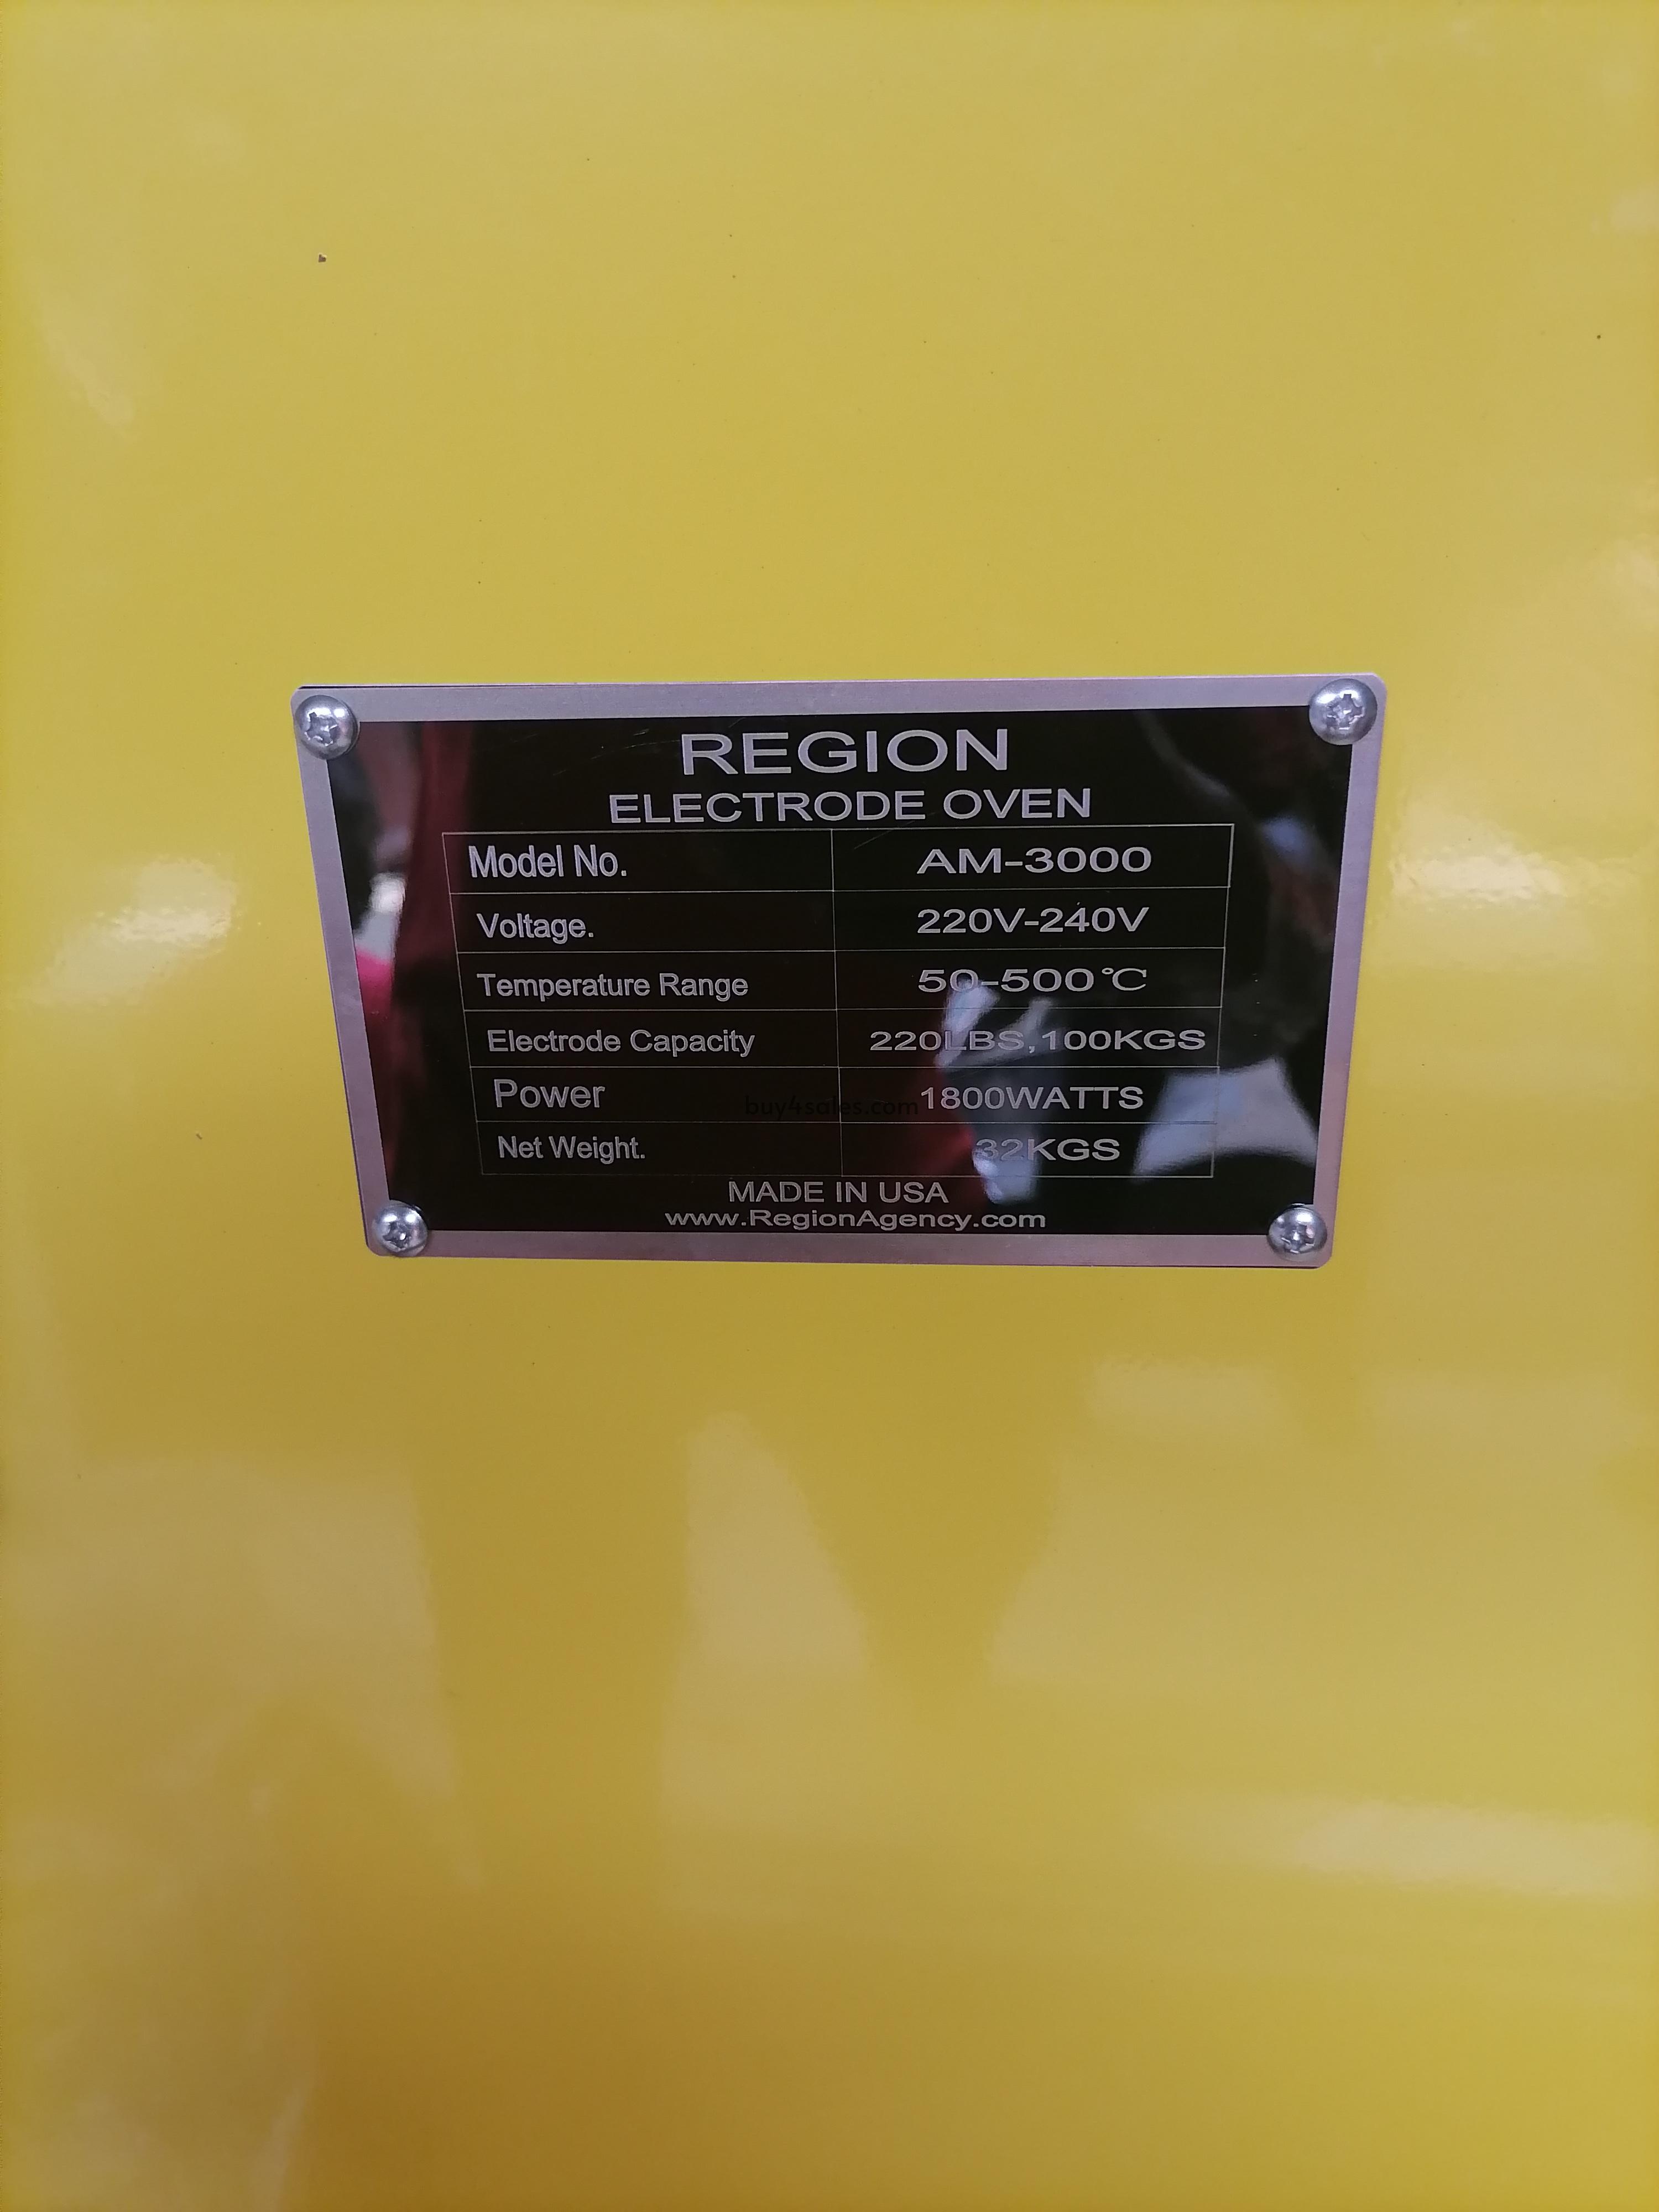 REGION
ELECTRODE OVEN
Model No. AM-3000
Voltage. 220V-240V
Temperature Range 50-500℃
Electrode Capacity 220LBS,100KGS
Power 1800WATTS
buy4sales.com
Net Weight. 32KGS
MADE IN USA
www.RegionAgency.com